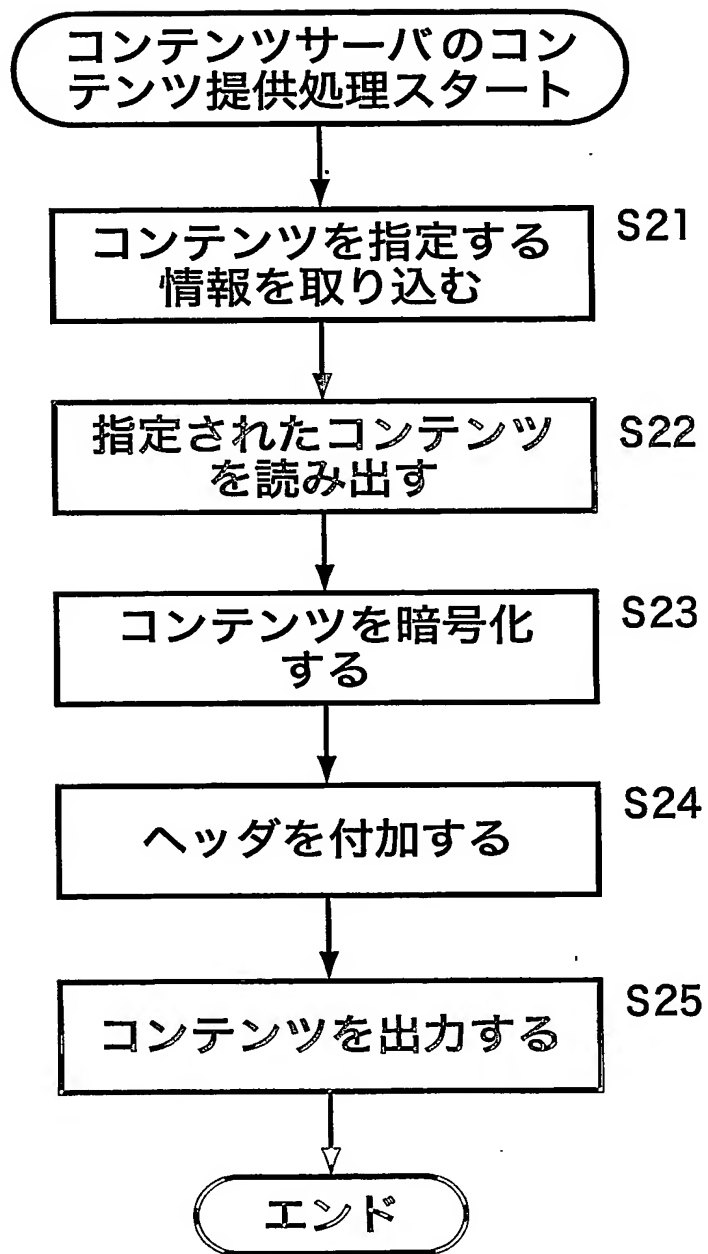 コンテンツサーバのコン
テンツ提供処理スタート
コンテンツを指定する
情報を取り込む
S21
指定されたコンテンツ
を読み出す
S22
コンテンツを暗号化
する
S23
ヘッダを付加する
S24
コンテンツを出力する
S25
エンド